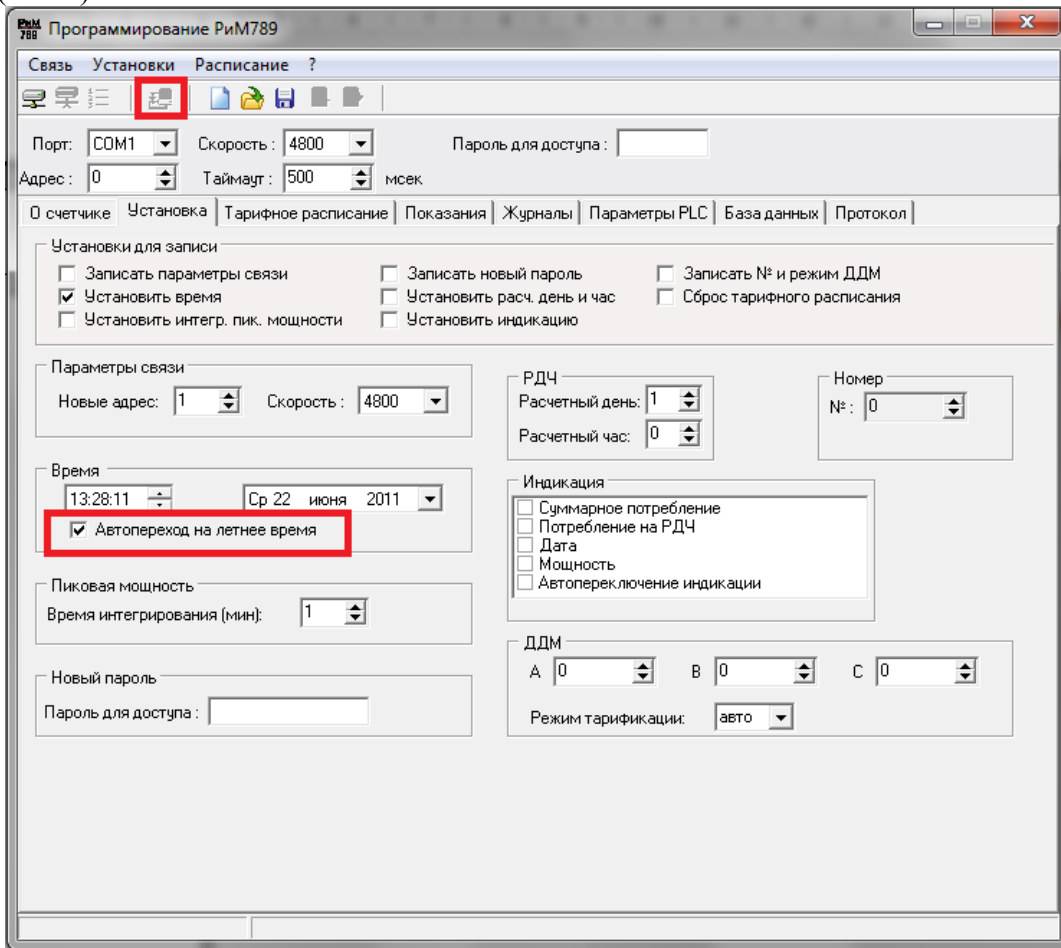 РиМ 789 Программирование РиМ789
Связь Установки Расписание ?
Порт: COM1 Скорость : 4800 Пароль для доступа :
Адрес : 0 Таймаут : 500 мсек
О счетчике Установка Тарифное расписание Показания Журналы Параметры PLC База данных Протокол
Установки для записи
Записать параметры связи Записать новый пароль Записать № и режим ДДМ
Установить время Установить расч. день и час Сброс тарифного расписания
Установить интегр. пик. мощности Установить индикацию
Параметры связи
Новые адрес: 1 Скорость : 4800
РДЧ
Расчетный день: 1
Расчетный час: 0
Номер
№ : 0
Время
13:28:11 Ср 22 июня 2011
Автопереход на летнее время
Индикация
Суммарное потребление
Потребление на РДЧ
Дата
Мощность
Автопереключение индикации
Пиковая мощность
Время интегрирования (мин): 1
ДДМ
A 0 B 0 C 0
Режим тарификации: авто
Новый пароль
Пароль для доступа :